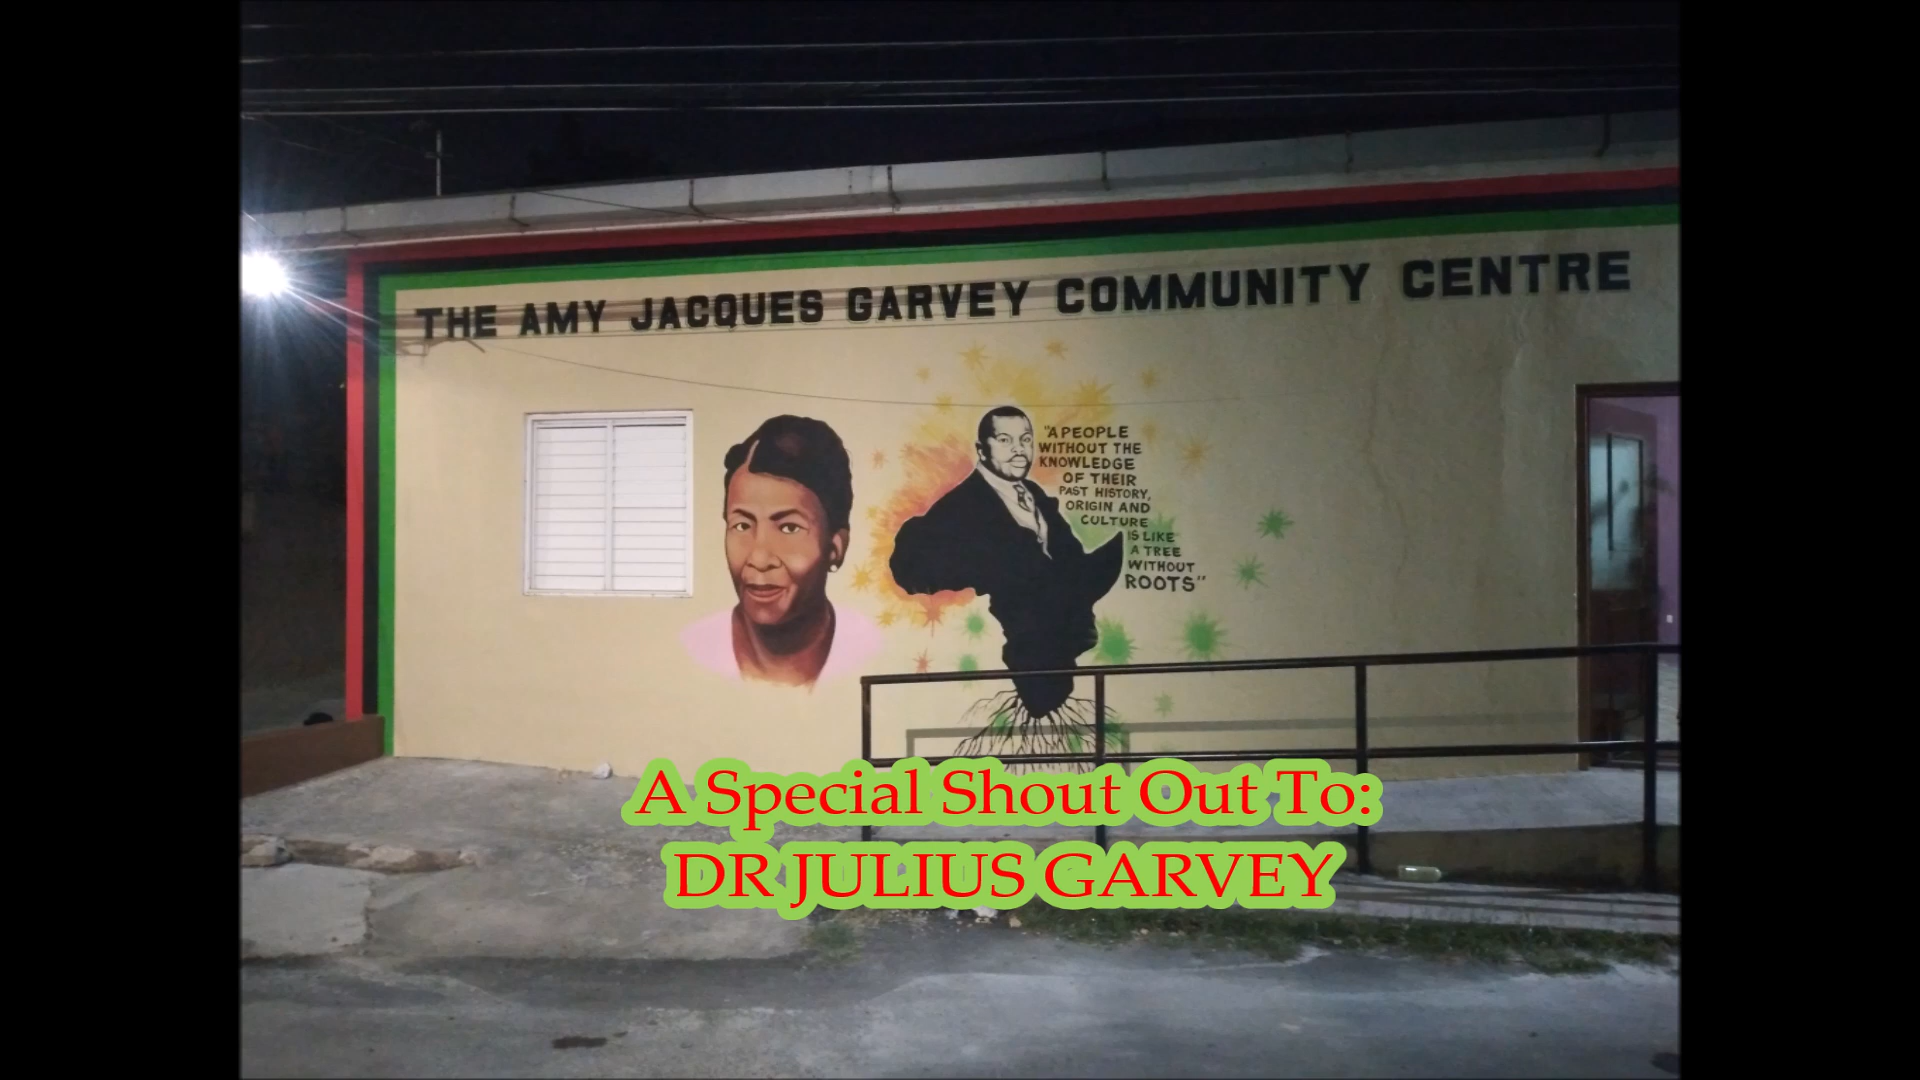 THE AMY JACQUES GARVEY COMMUNITY CENTRE
"A PEOPLE
WITHOUT THE
KNOWLEDGE
OF THEIR
PAST HISTORY,
ORIGIN AND
CULTURE
IS LIKE
A TREE
WITHOUT
ROOTS"
A Special Shout Out To:
DR JULIUS GARVEY